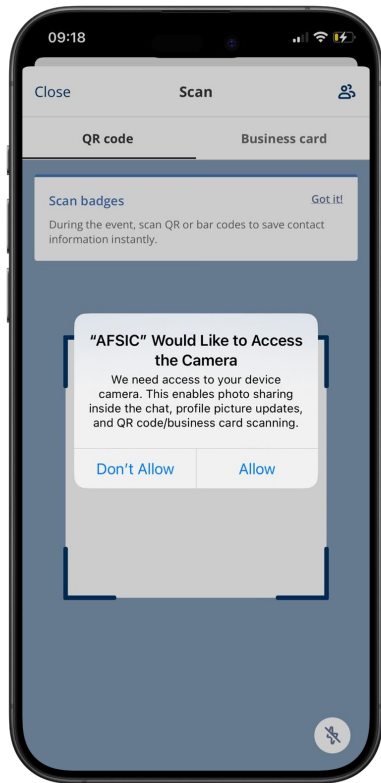 09:18
Close Scan
QR code Business card
Scan badges Got it!
During the event, scan QR or bar codes to save contact
information instantly.
“AFSIC” Would Like to Access
the Camera
We need access to your device
camera. This enables photo sharing
inside the chat, profile picture updates,
and QR code/business card scanning.
Don’t Allow Allow